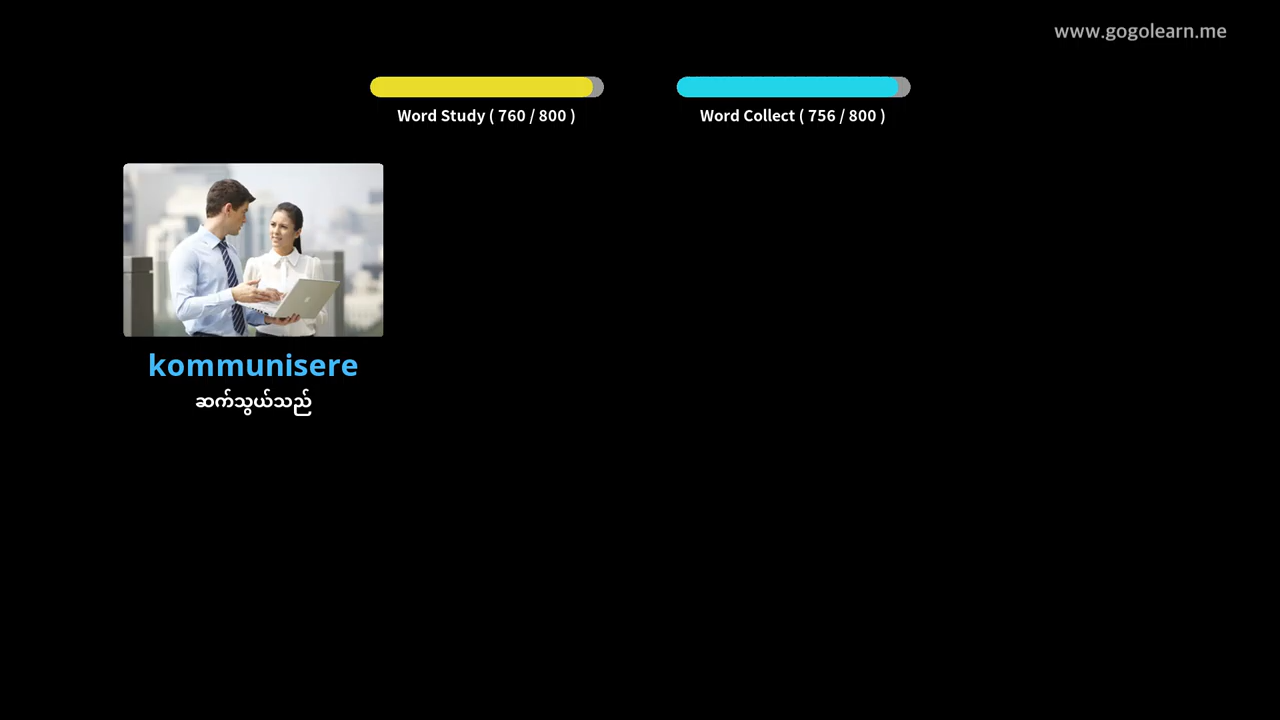 www.gogolearn.me
Word Study ( 760 / 800 )
Word Collect ( 756 / 800 )
kommunisere
ဆက်သွယ်သည်